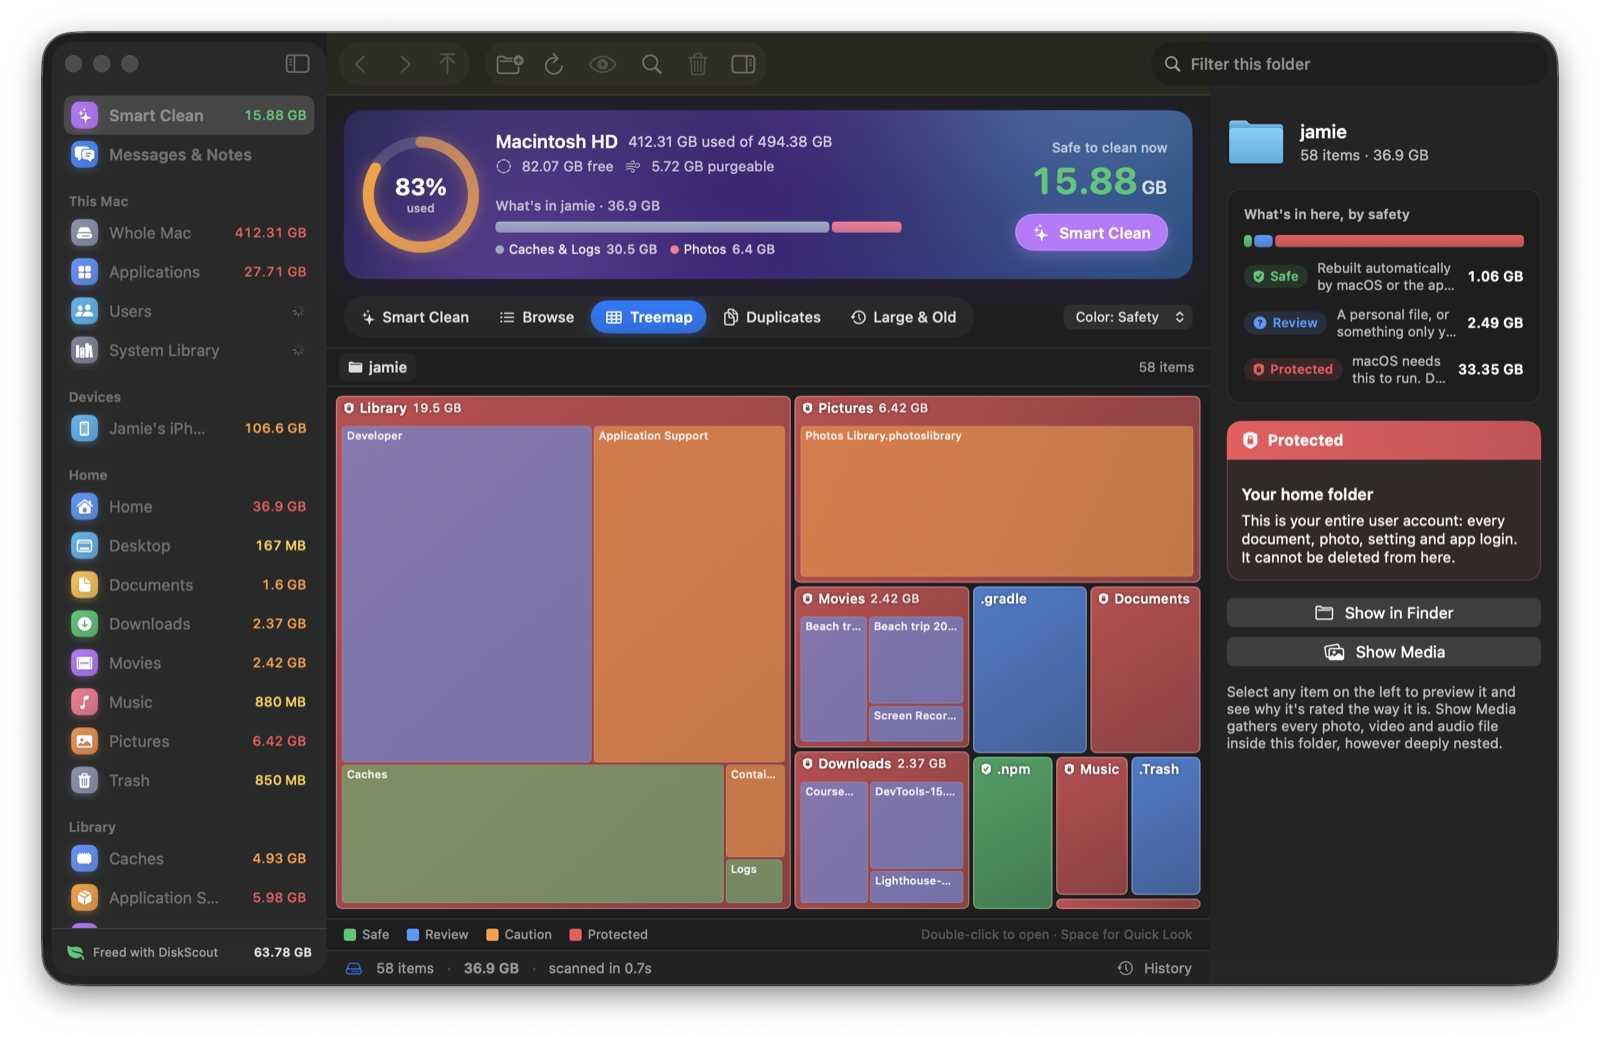 Smart Clean 15.88 GB
Messages & Notes
This Mac
Whole Mac 412.31 GB
Applications 27.71 GB
Users
System Library
Devices
Jamie's iPh... 106.6 GB
Home
Home 36.9 GB
Desktop 167 MB
Documents 1.6 GB
Downloads 2.37 GB
Movies 2.42 GB
Music 880 MB
Pictures 6.42 GB
Trash 850 MB
Library
Caches 4.93 GB
Application S... 5.98 GB
Freed with DiskScout 63.78 GB
Filter this folder
83%
used
Macintosh HD 412.31 GB used of 494.38 GB
82.07 GB free 5.72 GB purgeable
What's in jamie · 36.9 GB
Caches & Logs 30.5 GB Photos 6.4 GB
Safe to clean now
15.88 GB
Smart Clean
Smart Clean Browse Treemap Duplicates Large & Old Color: Safety
jamie 58 items
Library 19.5 GB
Developer
Application Support
Caches
Contai...
Logs
Pictures 6.42 GB
Photos Library.photoslibrary
Movies 2.42 GB
Beach tr...
Beach trip 20...
Screen Recor...
.gradle
Documents
Downloads 2.37 GB
Course...
DevTools-15....
Lighthouse-...
.npm
Music
.Trash
Safe Review Caution Protected Double-click to open · Space for Quick Look
58 items · 36.9 GB · scanned in 0.7s History
jamie
58 items · 36.9 GB
What's in here, by safety
Safe Rebuilt automatically
by macOS or the ap... 1.06 GB
Review A personal file, or
something only y... 2.49 GB
Protected macOS needs
this to run. D... 33.35 GB
Protected
Your home folder
This is your entire user account: every
document, photo, setting and app login.
It cannot be deleted from here.
Show in Finder
Show Media
Select any item on the left to preview it and
see why it's rated the way it is. Show Media
gathers every photo, video and audio file
inside this folder, however deeply nested.